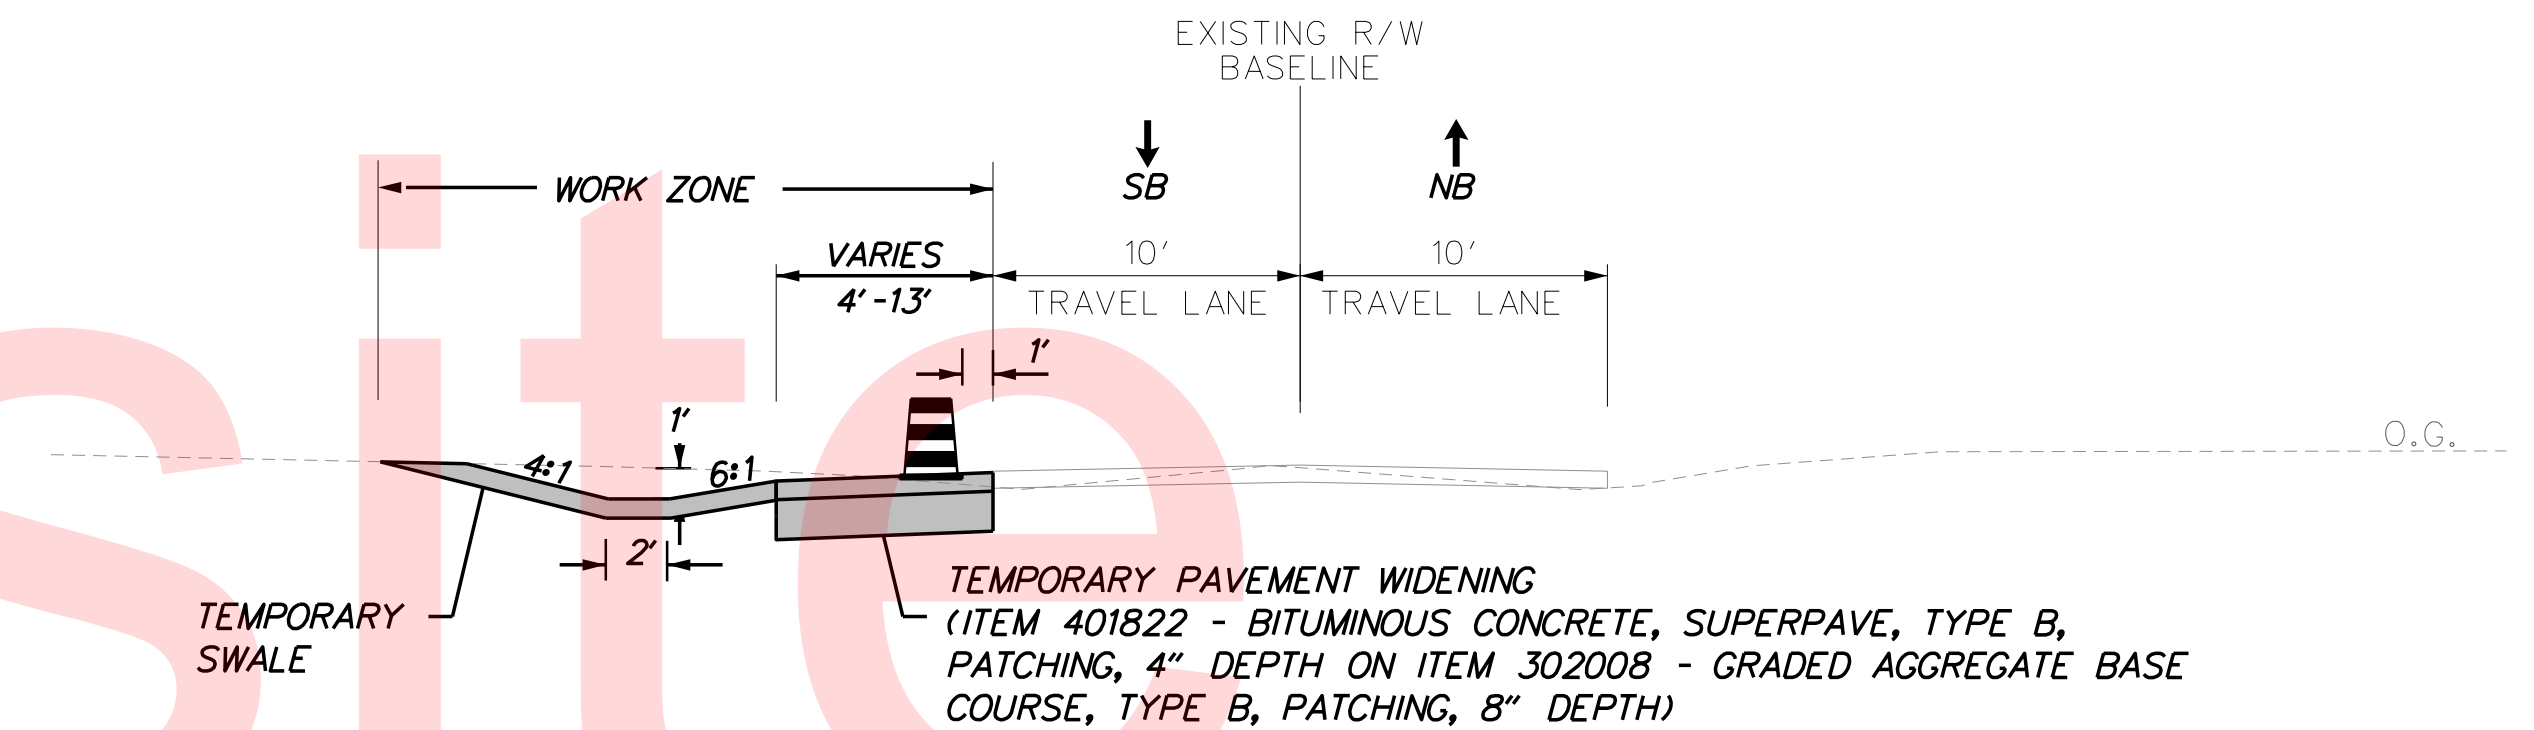 EXISTING R/W
BASELINE
SB
NB
WORK ZONE
VARIES
4'-13'
10'
TRAVEL LANE
10'
TRAVEL LANE
1'
1'
4:1
6:1
O.G.
2'
TEMPORARY
SWALE
TEMPORARY PAVEMENT WIDENING
(ITEM 401822 - BITUMINOUS CONCRETE, SUPERPAVE, TYPE B,
PATCHING, 4" DEPTH ON ITEM 302008 - GRADED AGGREGATE BASE
COURSE, TYPE B, PATCHING, 8" DEPTH)
site